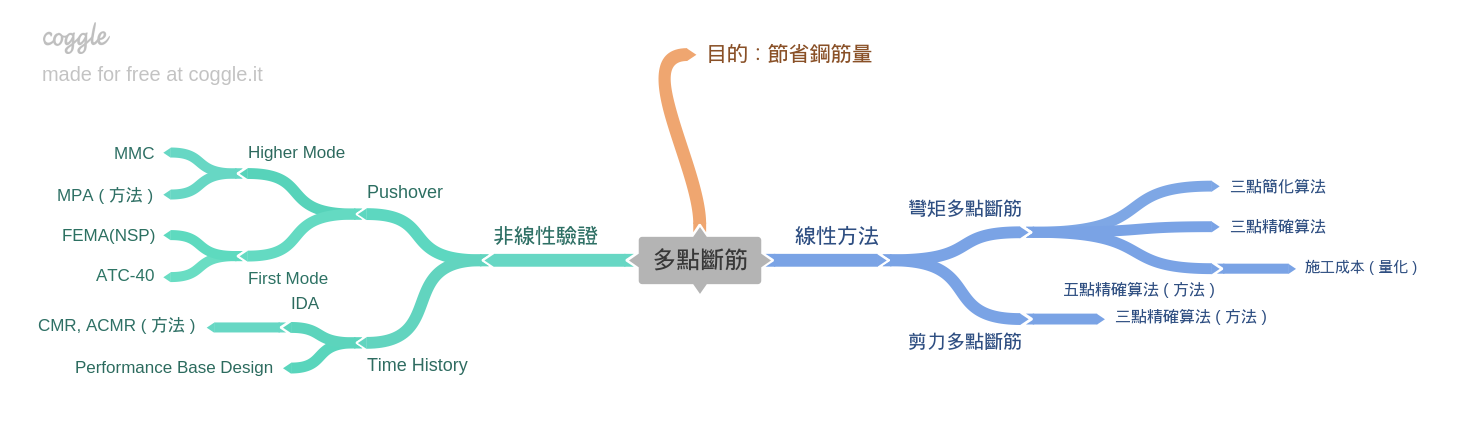 coggle
made for free at coggle.it
目的 : 節省鋼筋量
多點斷筋
非線性驗證
Pushover
Higher Mode
MMC
MPA ( 方法 )
First Mode
FEMA(NSP)
ATC-40
Time History
IDA
CMR, ACMR ( 方法 )
Performance Base Design
線性方法
彎矩多點斷筋
三點簡化算法
三點精確算法
五點精確算法 ( 方法 )
施工成本 ( 量化 )
剪力多點斷筋
三點精確算法 ( 方法 )